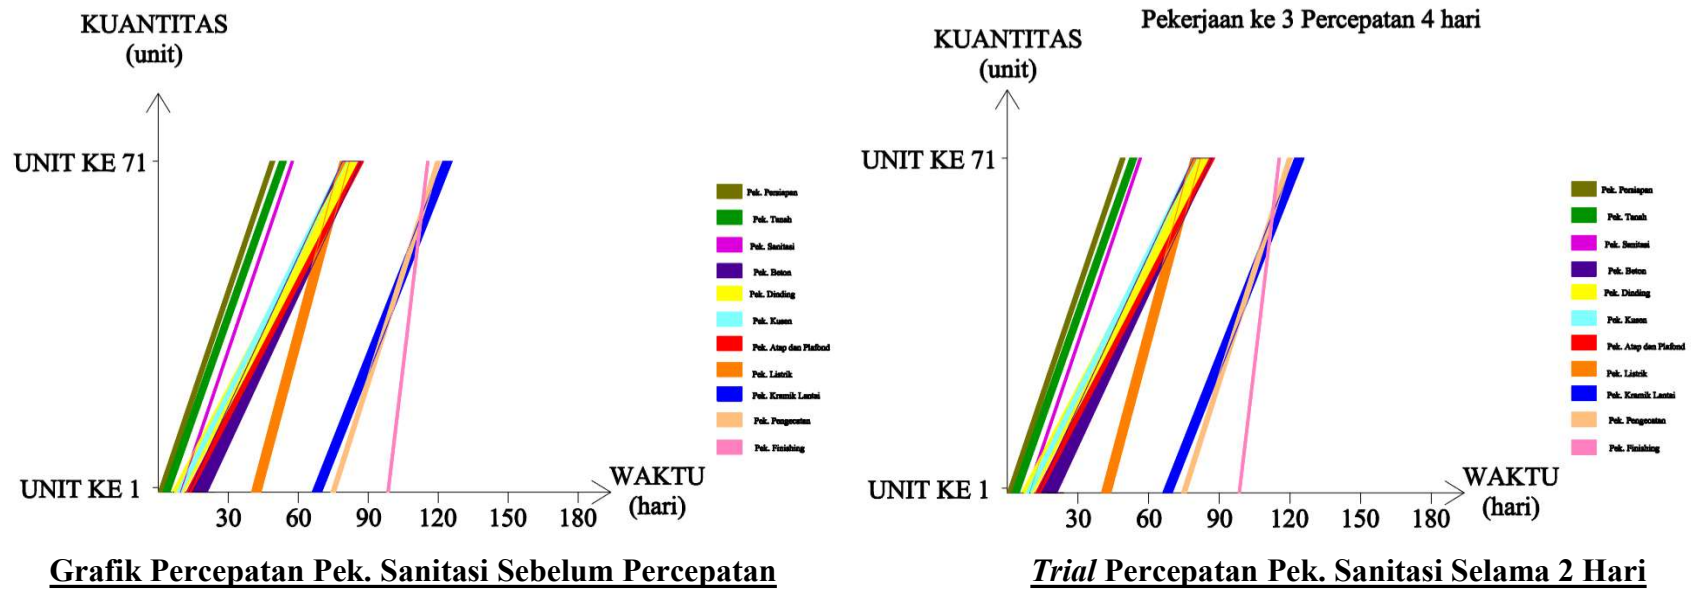 KUANTITAS
(unit)
UNIT KE 71
UNIT KE 1
30 60 90 120 150 180
WAKTU
(hari)
Pek. Persiapan
Pek. Tanah
Pek. Sanitasi
Pek. Beton
Pek. Dinding
Pek. Kusen
Pek. Atap dan Plafond
Pek. Listrik
Pek. Kramik Lantai
Pek. Pengecatan
Pek. Finishing
Grafik Percepatan Pek. Sanitasi Sebelum Percepatan
Pekerjaan ke 3 Percepatan 4 hari
KUANTITAS
(unit)
UNIT KE 71
UNIT KE 1
30 60 90 120 150 180
WAKTU
(hari)
Pek. Persiapan
Pek. Tanah
Pek. Sanitasi
Pek. Beton
Pek. Dinding
Pek. Kusen
Pek. Atap dan Plafond
Pek. Listrik
Pek. Kramik Lantai
Pek. Pengecatan
Pek. Finishing
Trial Percepatan Pek. Sanitasi Selama 2 Hari